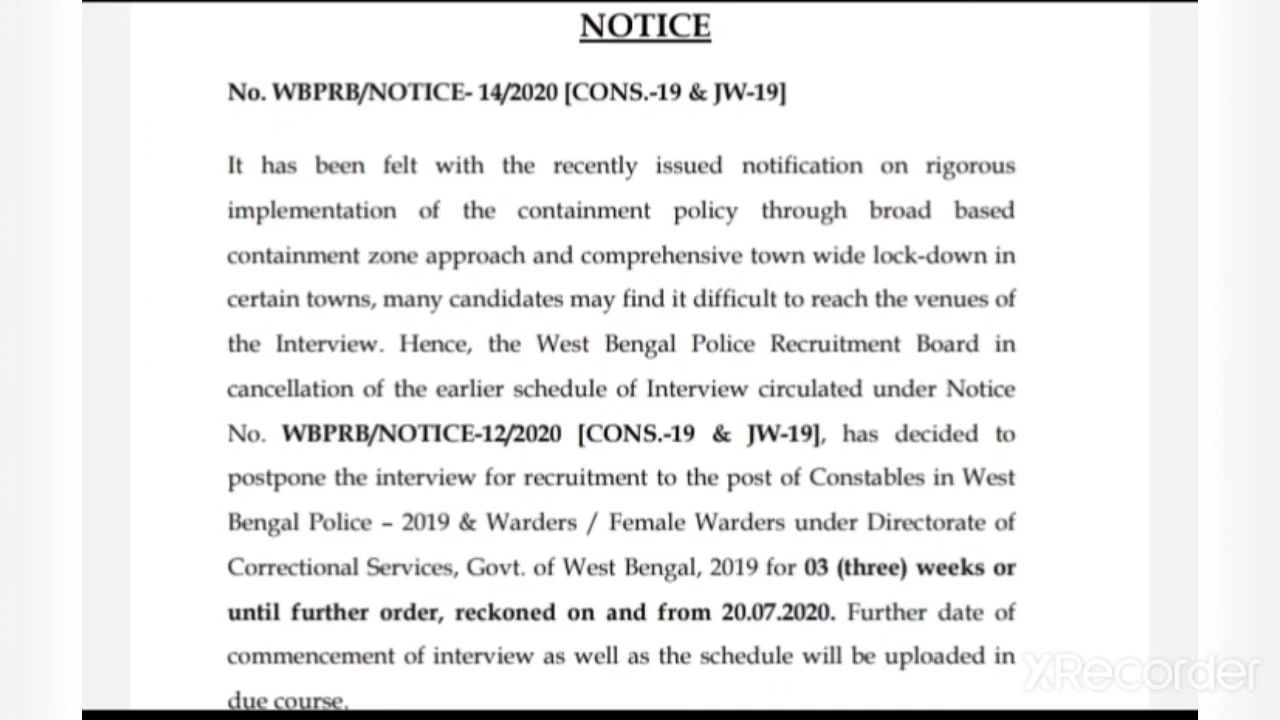 NOTICE
No. WBPRB/NOTICE- 14/2020 [CONS.-19 & JW-19]
It has been felt with the recently issued notification on rigorous
implementation of the containment policy through broad based
containment zone approach and comprehensive town wide lock-down in
certain towns, many candidates may find it difficult to reach the venues of
the Interview. Hence, the West Bengal Police Recruitment Board in
cancellation of the earlier schedule of Interview circulated under Notice
No. WBPRB/NOTICE-12/2020 [CONS.-19 & JW-19], has decided to
postpone the interview for recruitment to the post of Constables in West
Bengal Police – 2019 & Warders / Female Warders under Directorate of
Correctional Services, Govt. of West Bengal, 2019 for 03 (three) weeks or
until further order, reckoned on and from 20.07.2020. Further date of
commencement of interview as well as the schedule will be uploaded in
due course.
XRecorder